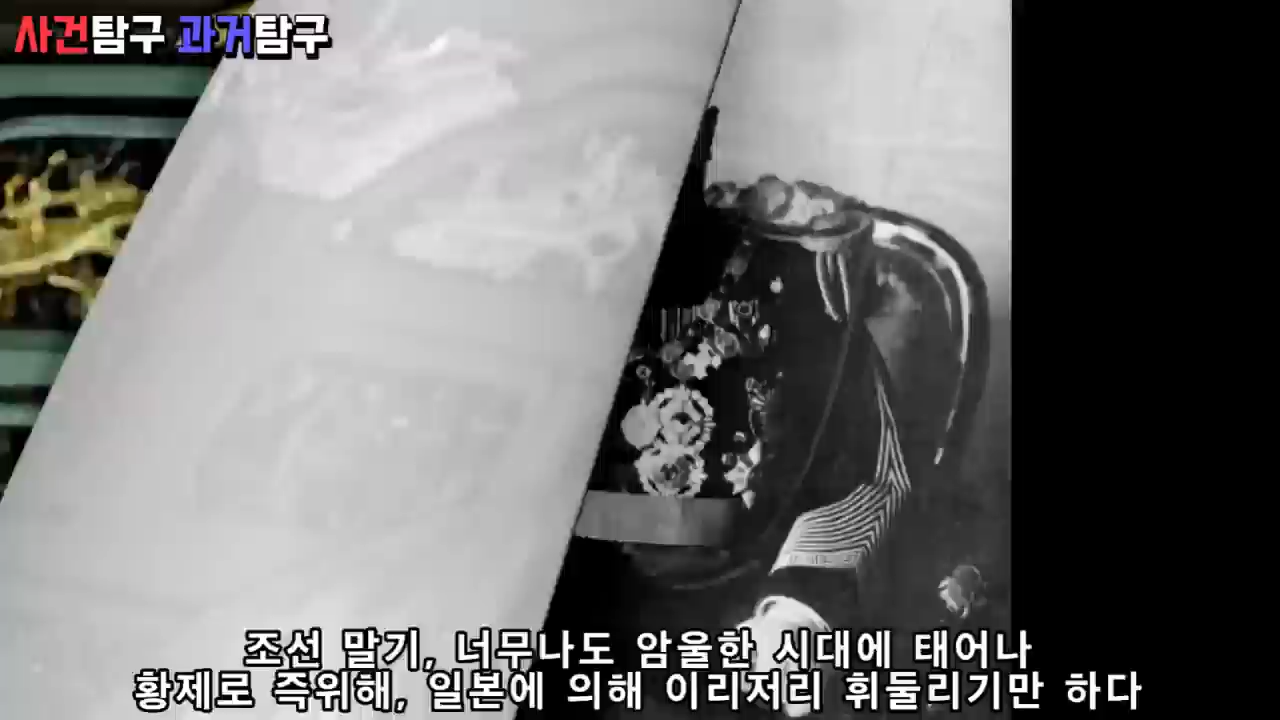 사건탐구 과거탐구
조선 말기, 너무나도 암울한 시대에 태어나
황제로 즉위해, 일본에 의해 이리저리 휘둘리기만 하다